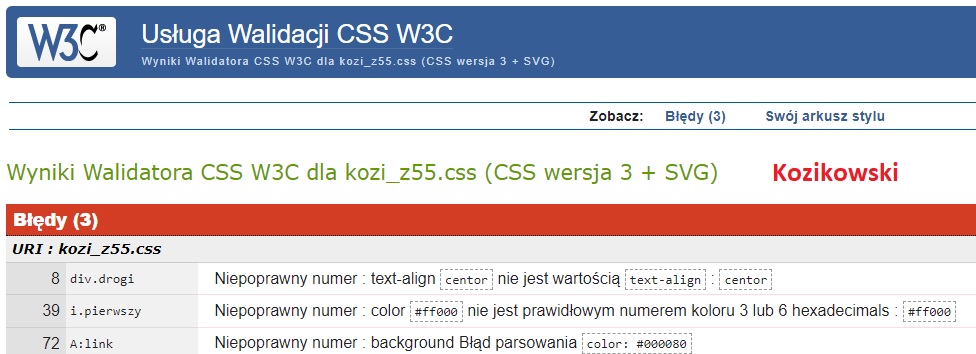 W3C®
Usługa Walidacji CSS W3C
Wyniki Walidatora CSS W3C dla kozi_z55.css (CSS wersja 3 + SVG)
Zobacz: Błędy (3) Swój arkusz stylu
Wyniki Walidatora CSS W3C dla kozi_z55.css (CSS wersja 3 + SVG) Kozikowski
Błędy (3)
URI : kozi_z55.css
8 div.drogi Niepoprawny numer : text-align centor nie jest wartością text-align : centor
39 i.pierwszy Niepoprawny numer : color #ff000 nie jest prawidłowym numerem koloru 3 lub 6 hexadecimals : #ff000
72 A:link Niepoprawny numer : background Błąd parsowania color: #000080